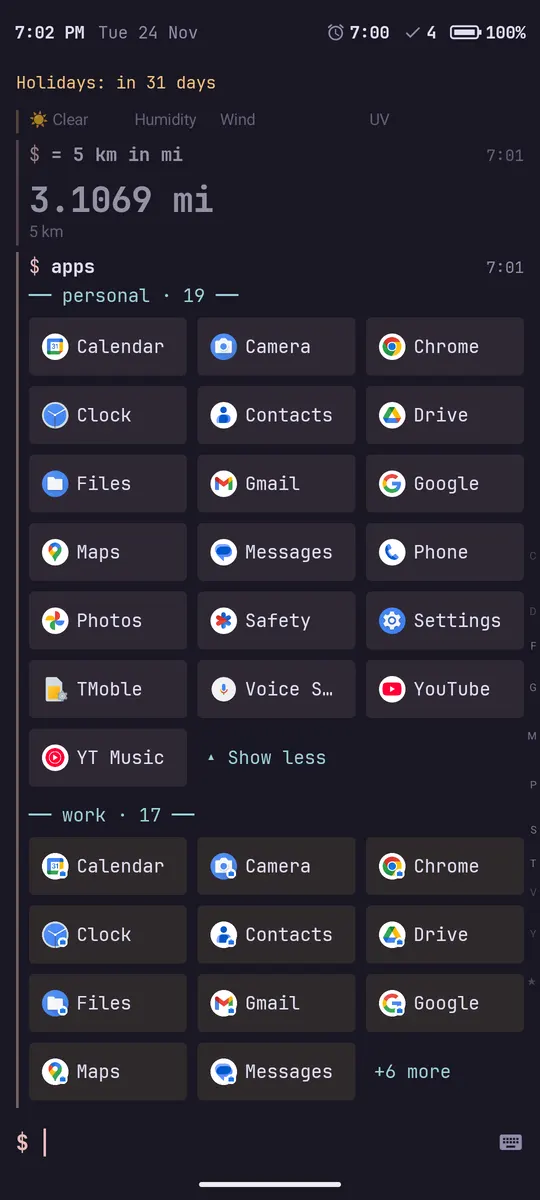 7:02 PM Tue 24 Nov 7:00 4 100%
Holidays: in 31 days
Clear Humidity Wind UV
$ = 5 km in mi 7:01
3.1069 mi
5 km
$ apps 7:01
personal · 19
Calendar Camera Chrome
Clock Contacts Drive
Files Gmail Google
C
Maps Messages Phone
D
Photos Safety Settings
F
G
TMoble Voice S… YouTube
M
YT Music ▴ Show less
P
work · 17
S
T
Calendar Camera Chrome
V
Clock Contacts Drive
Y
Files Gmail Google
Maps Messages +6 more
$